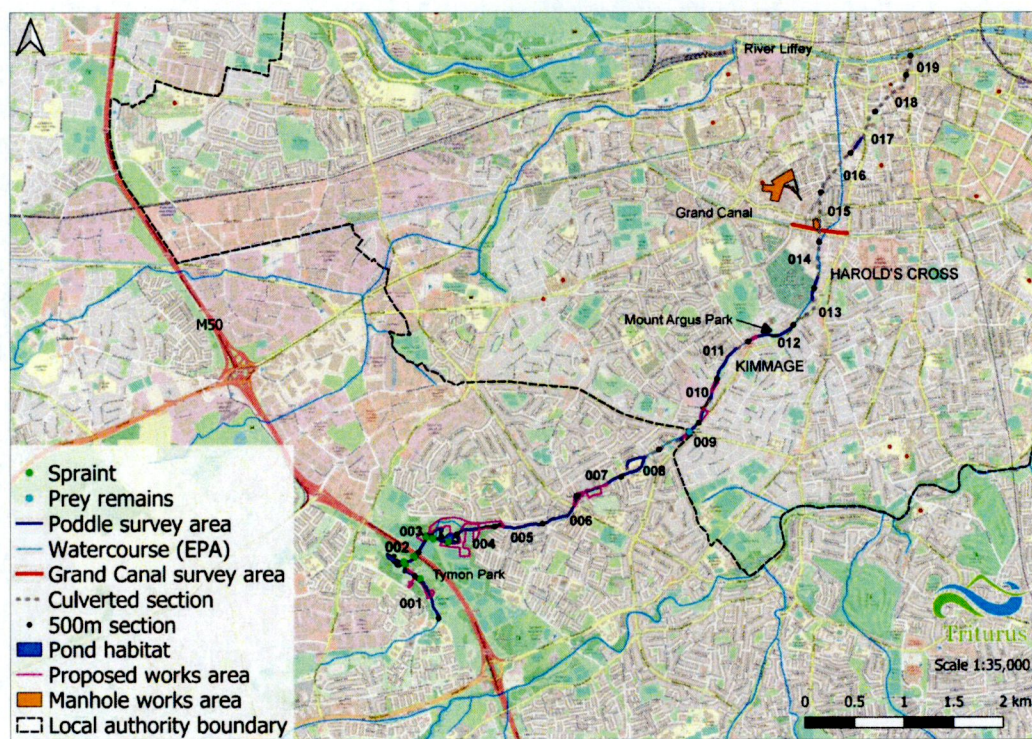 River Liffey
019
018
017
016
015
Grand Canal
014
HAROLD'S CROSS
013
Mount Argus Park
012
011
KIMMAGE
M50
010
009
008
007
006
005
004
003
002
Tymon Park
001
Spraint
Prey remains
Poddle survey area
Watercourse (EPA)
Grand Canal survey area
Culverted section
500m section
Pond habitat
Proposed works area
Manhole works area
Local authority boundary
Triturus
Scale 1:35,000
0 0.5 1 1.5 2 km